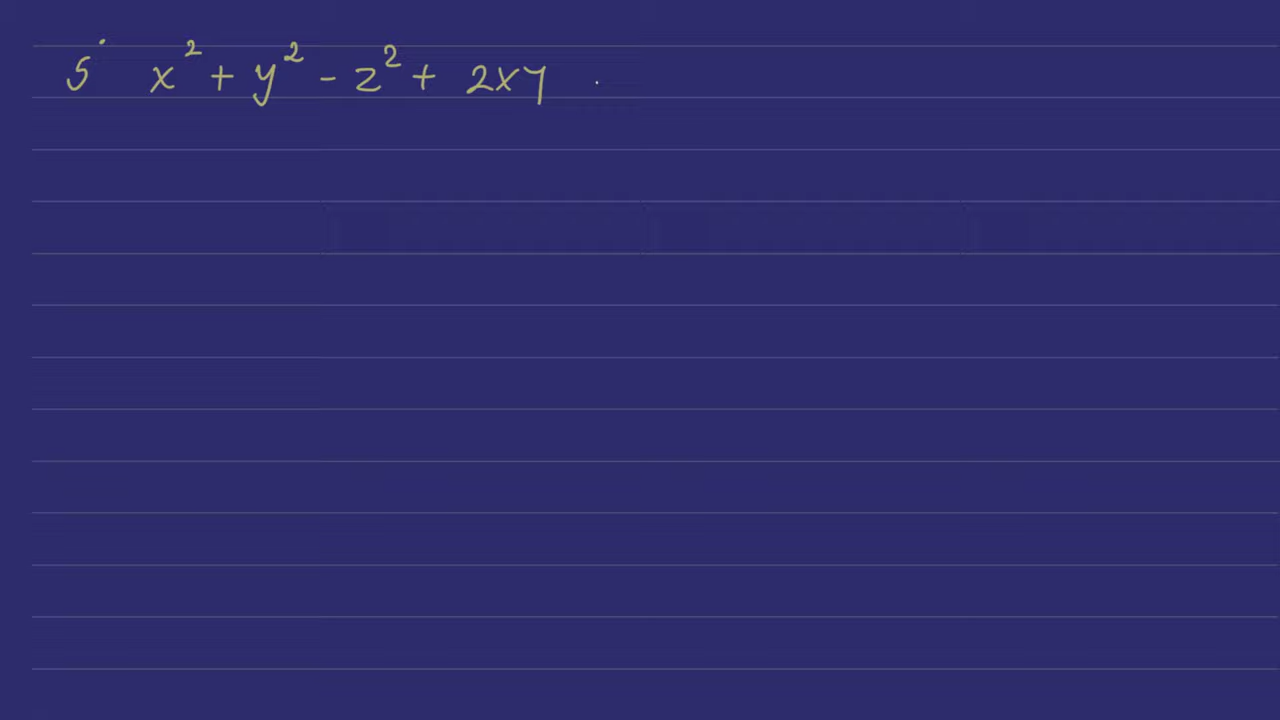 5. x² + y² - z² + 2xy